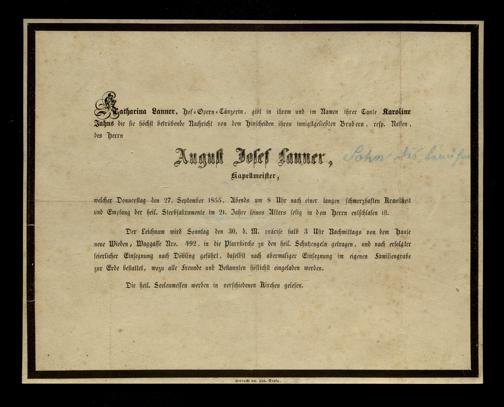 Katharina Lanner, Hof-Opern-Tänzerin, gibt in ihrem und im Namen ihrer Tante Karoline
Jahns die sie höchst betrübende Nachricht von dem Hinscheiden ihres innigstgeliebten Bruders, resp. Neffen,
des Herrn
August Josef Lanner,
Kapellmeister,
Sohn des
welcher Donnerstag den 27. September 1855, Abends um 8 Uhr nach einer langen schmerzhaften Krankheit
und Empfang der heil. Sterbsakramente im 21. Jahre seines Alters selig in dem Herrn entschlafen ist.
Der Leichnam wird Sonntag den 30. d. M. präcise halb 3 Uhr Nachmittags von dem Hause
neue Wieden, Waggasse Nro. 492, in die Pfarrkirche zu den heil. Schutzengeln getragen, und nach erfolgter
feierlicher Einsegnung nach Döbling geführt, daselbst nach abermaliger Einsegnung im eigenen Familiengrabe
zur Erde bestattet, wozu alle Freunde und Bekannten höflichst eingeladen werden.
Die heil. Seelenmessen werden in verschiedenen Kirchen gelesen.